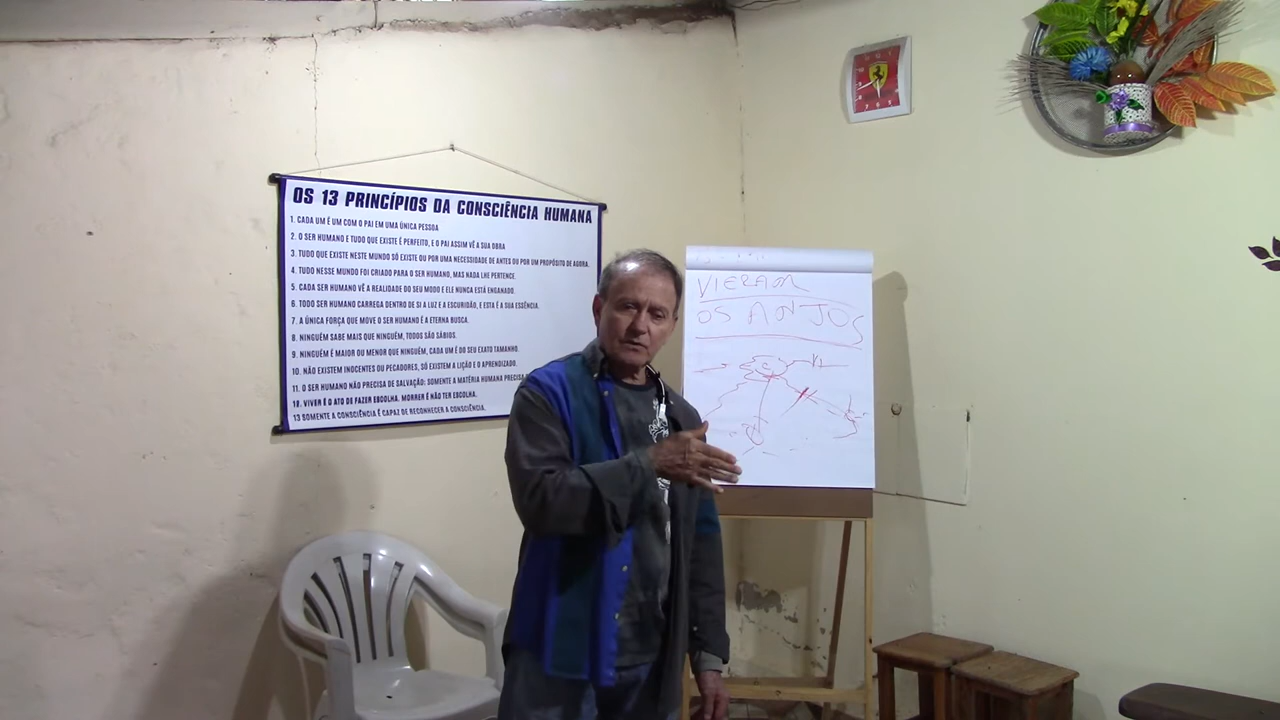 OS 13 PRINCÍPIOS DA CONSCIÊNCIA HUMANA
1. CADA UM É UM COM O PAI EM UMA ÚNICA PESSOA
2. O SER HUMANO E TUDO QUE EXISTE É PERFEITO, E O PAI ASSIM VÊ A SUA OBRA
3. TUDO QUE EXISTE NESTE MUNDO SÓ EXISTE OU POR UMA NECESSIDADE DE ANTES OU POR UM PROPÓSITO DE AGORA.
4. TUDO NESSE MUNDO FOI CRIADO PARA O SER HUMANO, MAS NADA LHE PERTENCE.
5. CADA SER HUMANO VÊ A REALIDADE DO SEU MODO E ELE NUNCA ESTÁ ENGANADO.
6. TODO SER HUMANO CARREGA DENTRO DE SI A LUZ E A ESCURIDÃO, E ESTA É A SUA ESSÊNCIA.
7. A ÚNICA FORÇA QUE MOVE O SER HUMANO É A ETERNA BUSCA.
8. NINGUÉM SABE MAIS QUE NINGUÉM, TODOS SÃO SÁBIOS.
9. NINGUÉM É MAIOR OU MENOR QUE NINGUÉM, CADA UM É DO SEU EXATO TAMANHO.
10. NÃO EXISTEM INOCENTES OU PECADORES, SÓ EXISTEM A LIÇÃO E O APRENDIZADO.
11. O SER HUMANO NÃO PRECISA DE SALVAÇÃO: SOMENTE A MATÉRIA HUMANA PRECISA
12. VIVER É O ATO DE FAZER ESCOLHA. MORRER É NÃO TER ESCOLHA.
13 SOMENTE A CONSCIÊNCIA É CAPAZ DE RECONHECER A CONSCIÊNCIA.
VIERAM
OS ANJOS